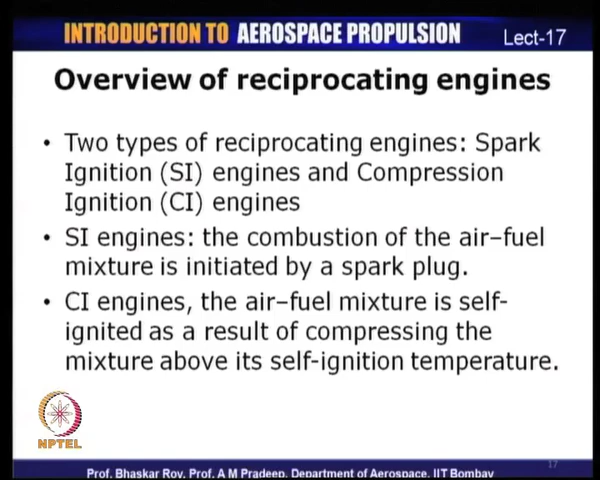 INTRODUCTION TO AEROSPACE PROPULSION
Lect-17
Overview of reciprocating engines
• Two types of reciprocating engines: Spark
Ignition (SI) engines and Compression
Ignition (CI) engines
• SI engines: the combustion of the air–fuel
mixture is initiated by a spark plug.
• CI engines, the air–fuel mixture is self-
ignited as a result of compressing the
mixture above its self-ignition temperature.
NPTEL
17
Prof. Bhaskar Roy, Prof. A M Pradeep, Department of Aerospace, IIT Bombay